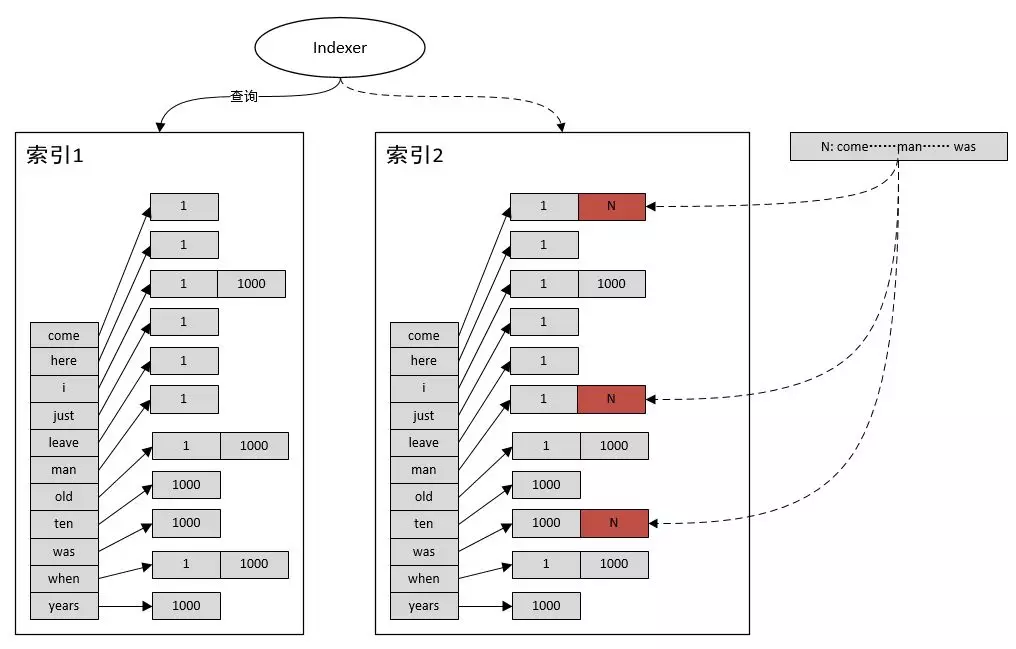 Indexer
查询
索引1
1
1
1 1000
1
1
1
1 1000
1000
1000
1 1000
1000
come
here
i
just
leave
man
old
ten
was
when
years
索引2
1 N
1
1 1000
1
1
1 N
1 1000
1000
1000 N
1 1000
1000
come
here
i
just
leave
man
old
ten
was
when
years
N: come……man…… was